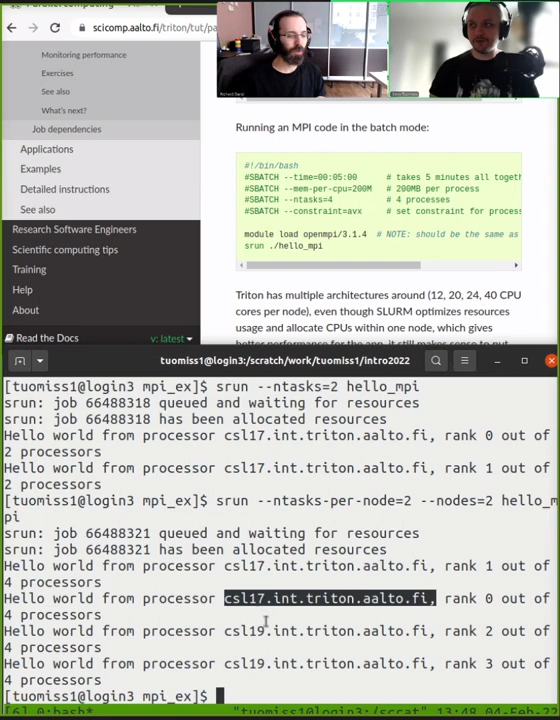 scicomp.aalto.fi/triton/tut/pa
Monitoring performance
Exercises
See also
What's next?
Job dependencies
Applications
Examples
Detailed instructions
See also
Research Software Engineers
Scientific computing tips
Training
Help
About
Read the Docs
v: latest
Running an MPI code in the batch mode:
#!/bin/bash
#SBATCH --time=00:05:00 # takes 5 minutes all togeth
#SBATCH --mem-per-cpu=200M # 200MB per process
#SBATCH --ntasks=4 # 4 processes
#SBATCH --constraint=avx # set constraint for process
module load openmpi/3.1.4 # NOTE: should be the same as
srun ./hello_mpi
Triton has multiple architectures around (12, 20, 24, 40 CPU
cores per node), even though SLURM optimizes resources
usage and allocate CPUs within one node, which gives
tuomiss1@login3:/scratch/work/tuomiss1/intro2022
[tuomiss1@login3 mpi_ex]$ srun --ntasks=2 hello_mpi
srun: job 66488318 queued and waiting for resources
srun: job 66488318 has been allocated resources
Hello world from processor csl17.int.triton.aalto.fi, rank 0 out of
2 processors
Hello world from processor csl17.int.triton.aalto.fi, rank 1 out of
2 processors
[tuomiss1@login3 mpi_ex]$ srun --ntasks-per-node=2 --nodes=2 hello_m
pi
srun: job 66488321 queued and waiting for resources
srun: job 66488321 has been allocated resources
Hello world from processor csl17.int.triton.aalto.fi, rank 1 out of
4 processors
Hello world from processor csl17.int.triton.aalto.fi, rank 0 out of
4 processors
Hello world from processor csl19.int.triton.aalto.fi, rank 2 out of
4 processors
Hello world from processor csl19.int.triton.aalto.fi, rank 3 out of
4 processors
[tuomiss1@login3 mpi_ex]$
[6] 0:bash* "tuomiss1@login3:/scrat" 13:48 04-Feb-22